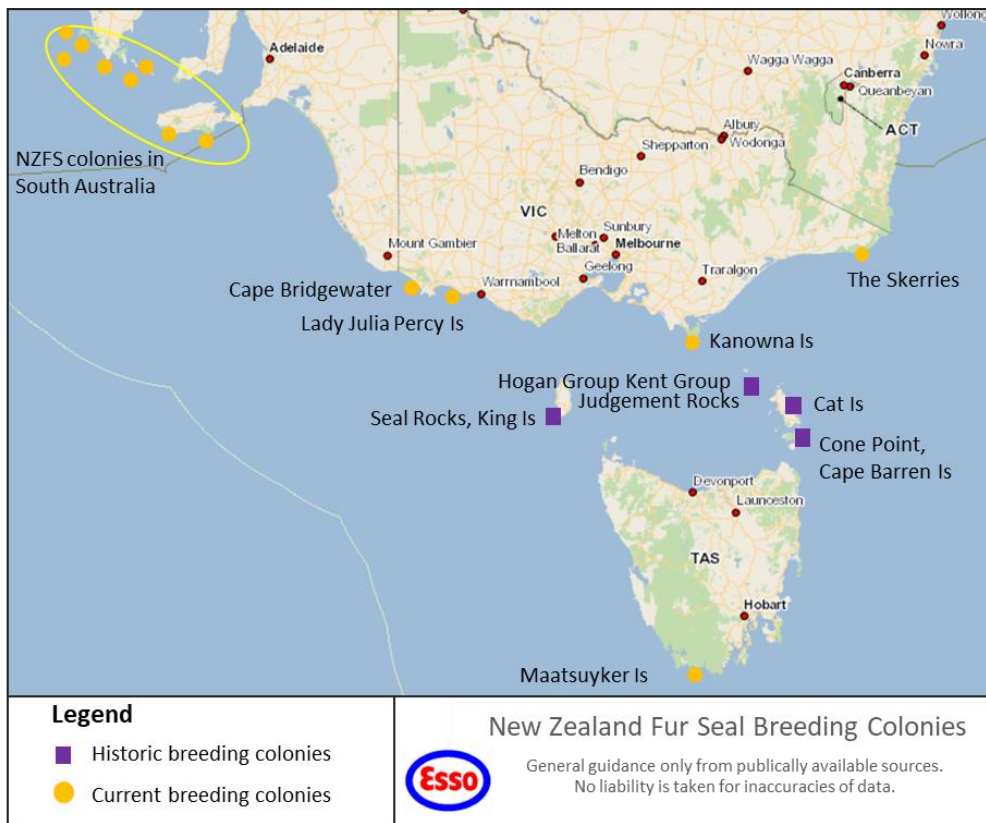 Wollong
Adelaide
Wagga Wagga
Nowra
Canberra
Queanbeyan
ACT
Albury
Wodonga
NZFS colonies in
South Australia
Shepparton
Bendigo
VIC
Sunbury
Melton
Ballarat
Melbourne
Mount Gambier
Geelong
Traralgon
The Skerries
Cape Bridgewater
Warrnambool
Lady Julia Percy Is
Kanowna Is
Hogan Group Kent Group
Judgement Rocks
Cat Is
Seal Rocks, King Is
Cone Point,
Cape Barren Is
Devonport
Launceston
TAS
Hobart
Maatsuyker Is
Legend
Historic breeding colonies
Current breeding colonies
Esso
New Zealand Fur Seal Breeding Colonies
General guidance only from publically available sources.
No liability is taken for inaccuracies of data.